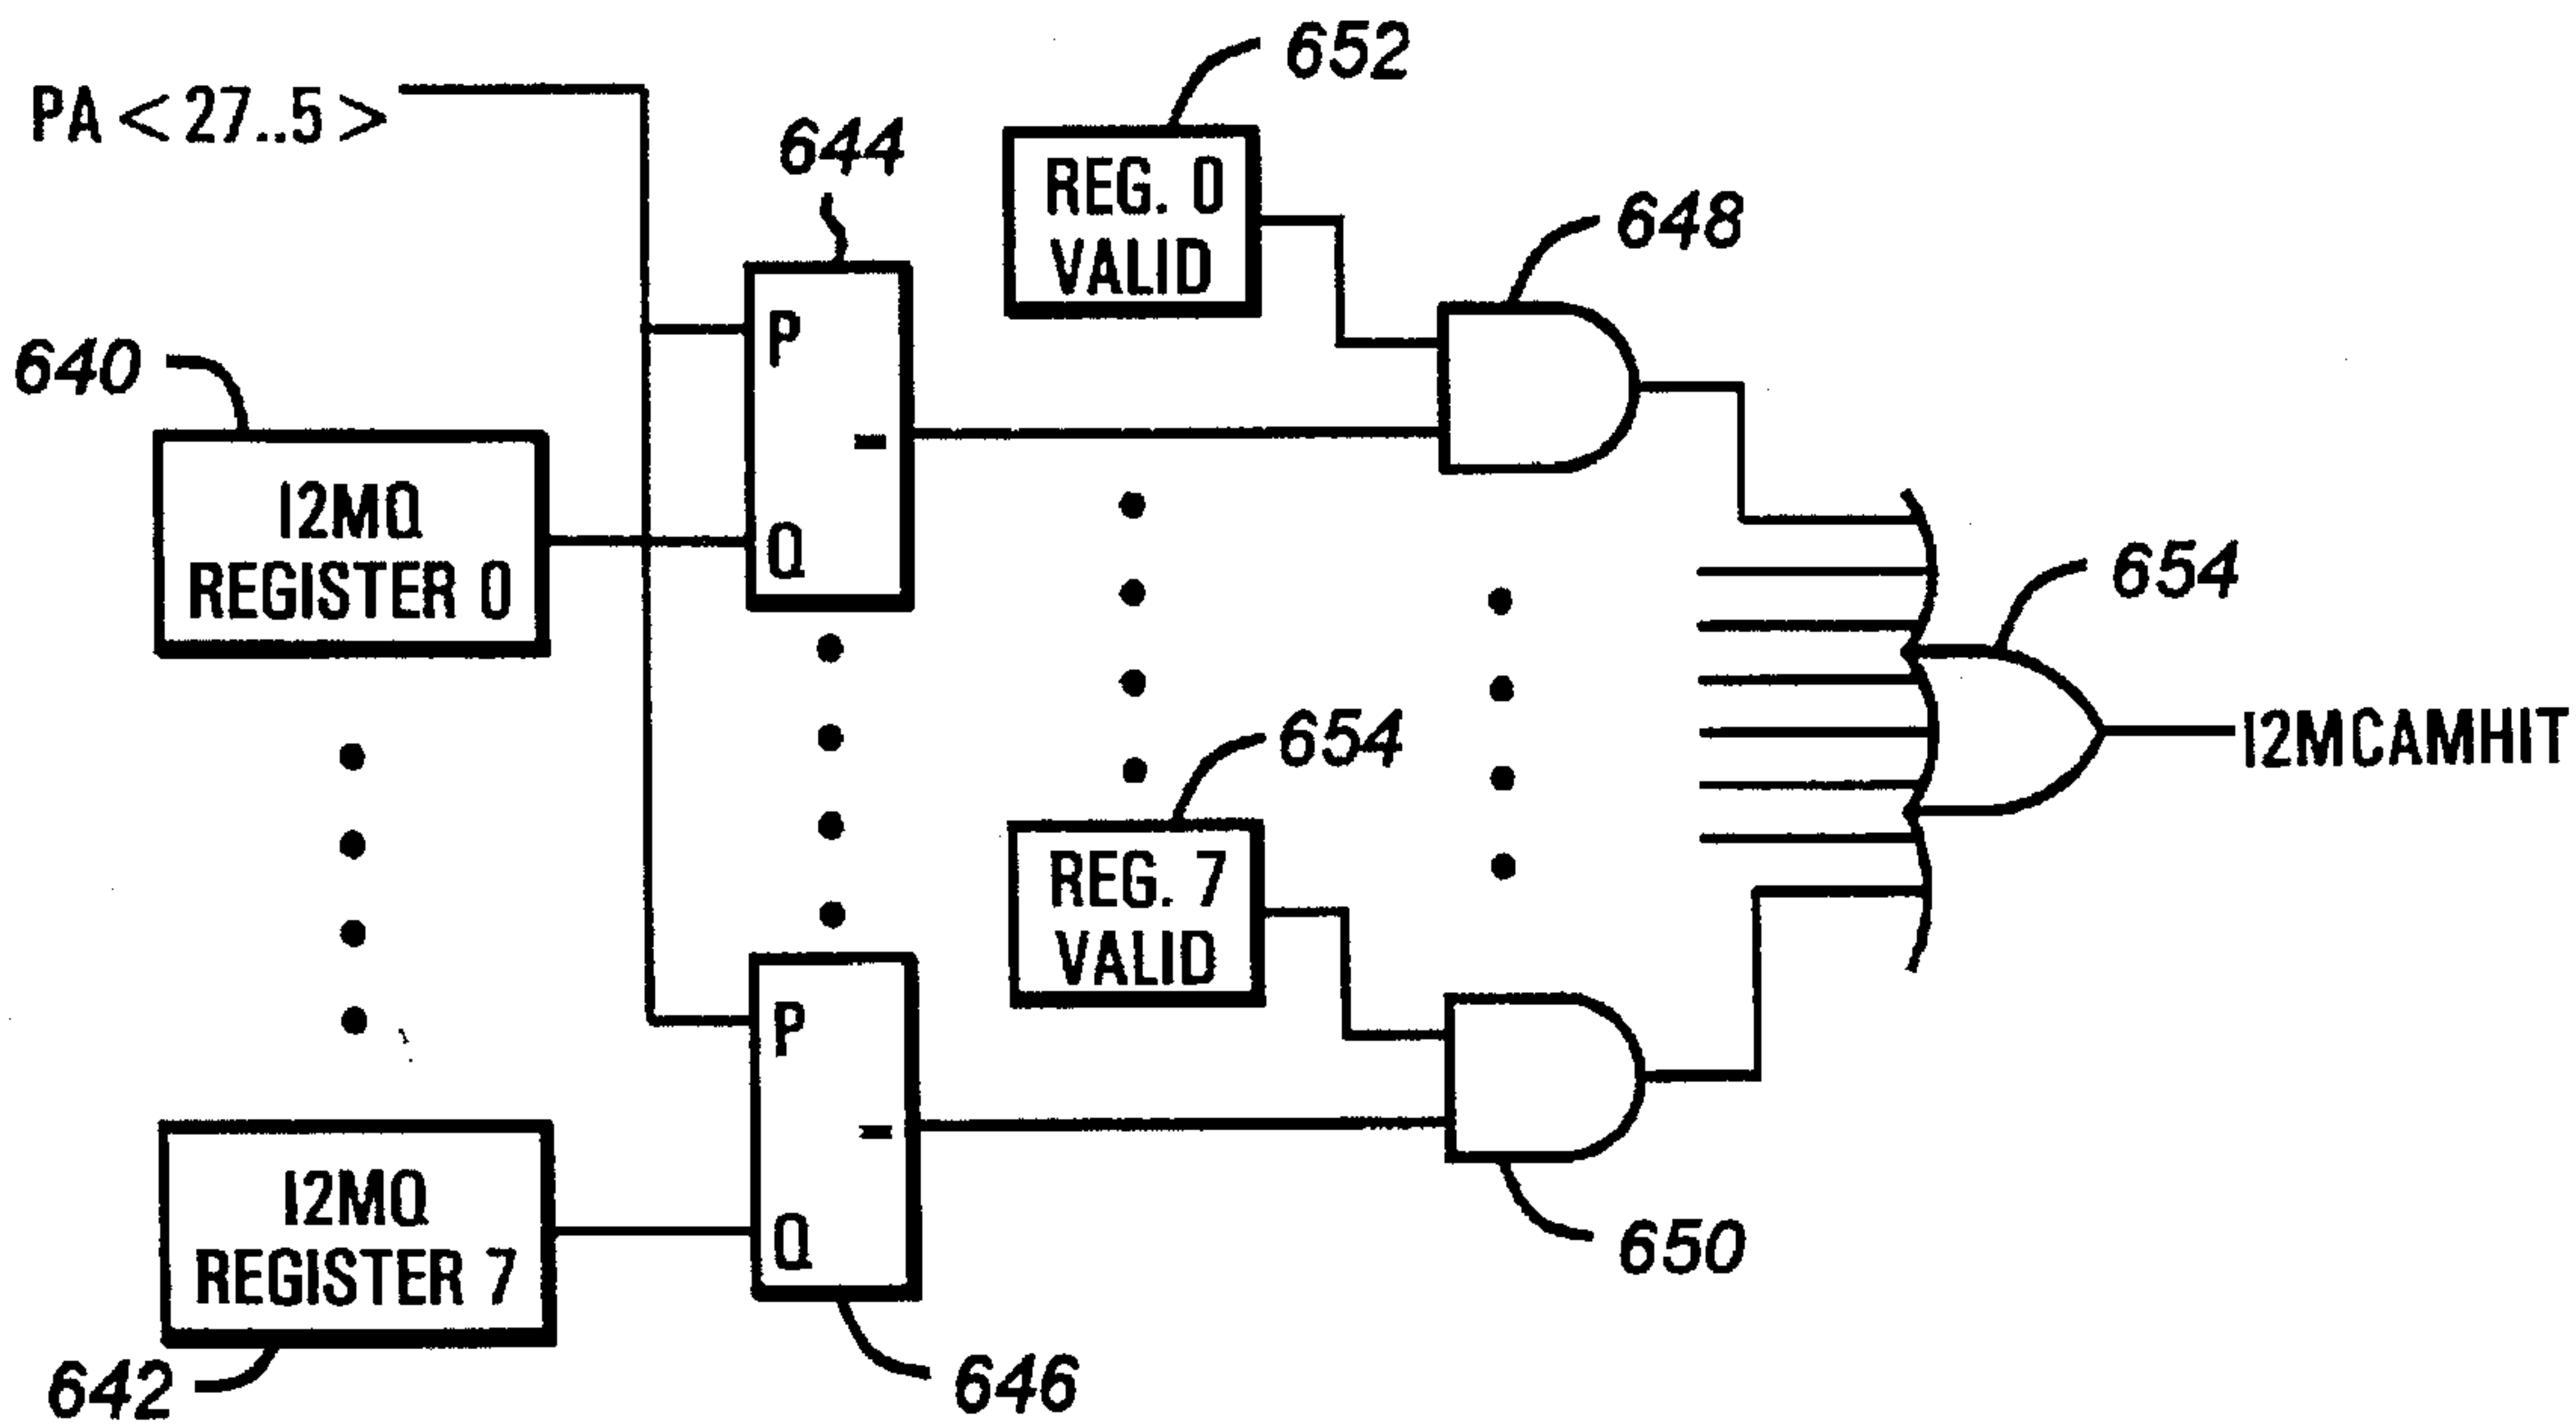 652
PA <27..5>
644
REG. 0
VALID
648
640
P
I2MQ
REGISTER 0
-
Q
654
654
I2MCAMHIT
REG. 7
VALID
P
I2MQ
REGISTER 7
-
Q
650
642
646